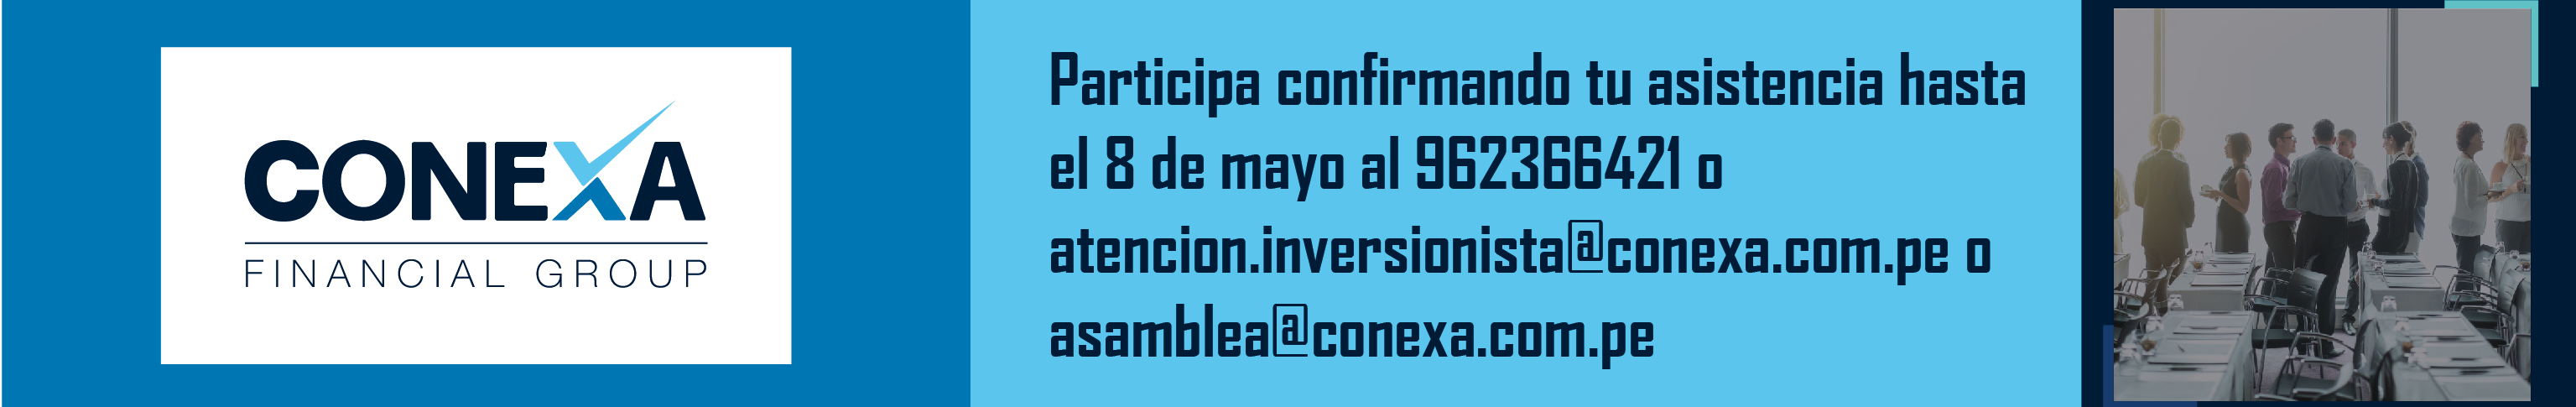 CONEXA
FINANCIAL GROUP
Participa confirmando tu asistencia hasta
el 8 de mayo al 962366421 o
atencion.inversionista@conexa.com.pe o
asamblea@conexa.com.pe